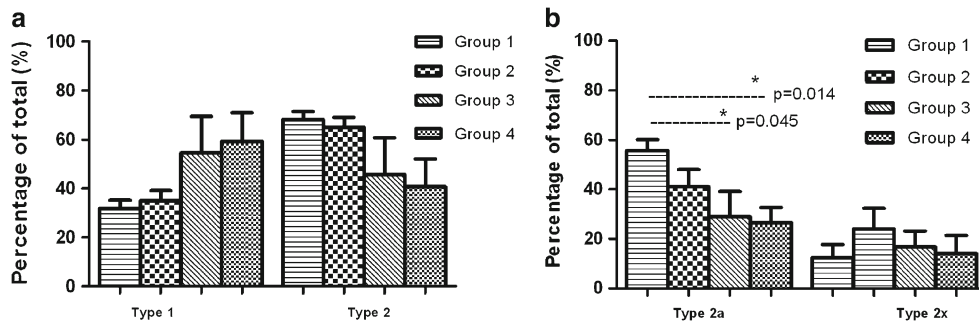 a
Percentage of total (%)
100
80
60
40
20
0
Group 1
Group 2
Group 3
Group 4
Type 1
Type 2
b
Percentage of total (%)
100
80
60
40
20
0
* p=0.014
* p=0.045
Group 1
Group 2
Group 3
Group 4
Type 2a
Type 2x